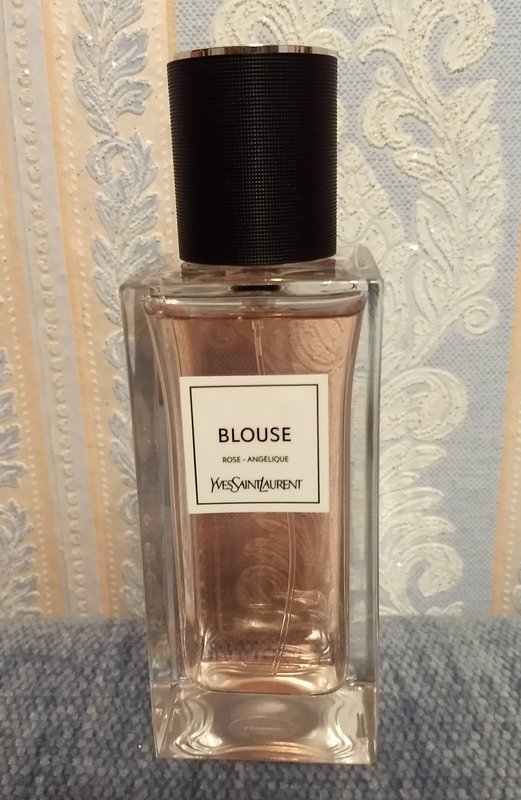 BLOUSE
ROSE - ANGÉLIQUE
YVESSAINTLAURENT